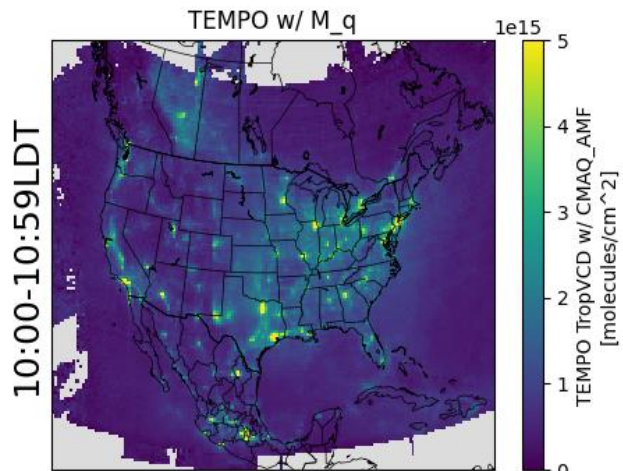 TEMPO w/ M_q
1e15
10:00-10:59LDT
5
4
3
2
1
0
TEMPO TropVCD w/ CMAQ_AMF
[molecules/cm^2]